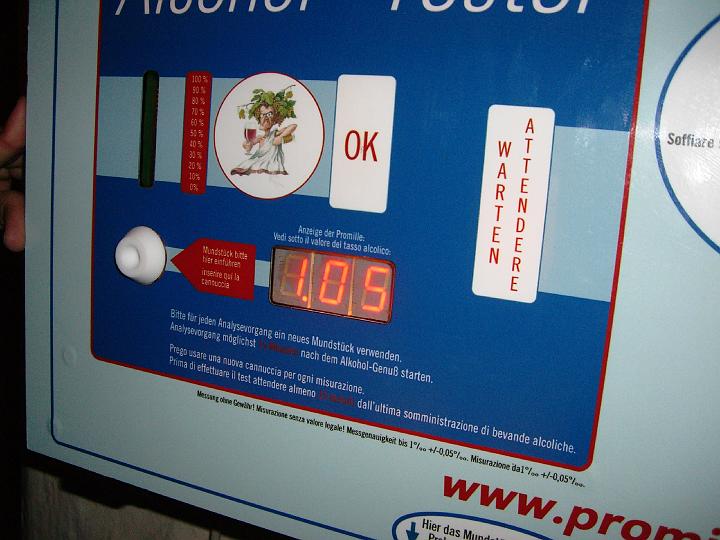 Alcohol Tester
100 %
90 %
80 %
70 %
60 %
50 %
40 %
30 %
20 %
10%
0%
OK
WARTEN
ATTENDERE
Soffiare
Anzeige der Promille:
Vedi sotto il valore del tasso alcolico:
Mundstück bitte
hier einführen
inserire qui la
cannuccia
1.05
Bitte für jeden Analysevorgang ein neues Mundstück verwenden.
Analysevorgang möglichst nach dem Alkohol-Genuß starten.
Prego usare una nuova cannuccia per ogni misurazione.
Prima di effettuare il test attendere almeno dall'ultima somministrazione di bevande alcoliche.
Messung ohne Gewähr! Misurazione senza valore legale! Messgenauigkeit bis 1‰ +/-0,05‰. Misurazione da 1‰ +/-0,05‰.
www.promi
Hier das Mundst